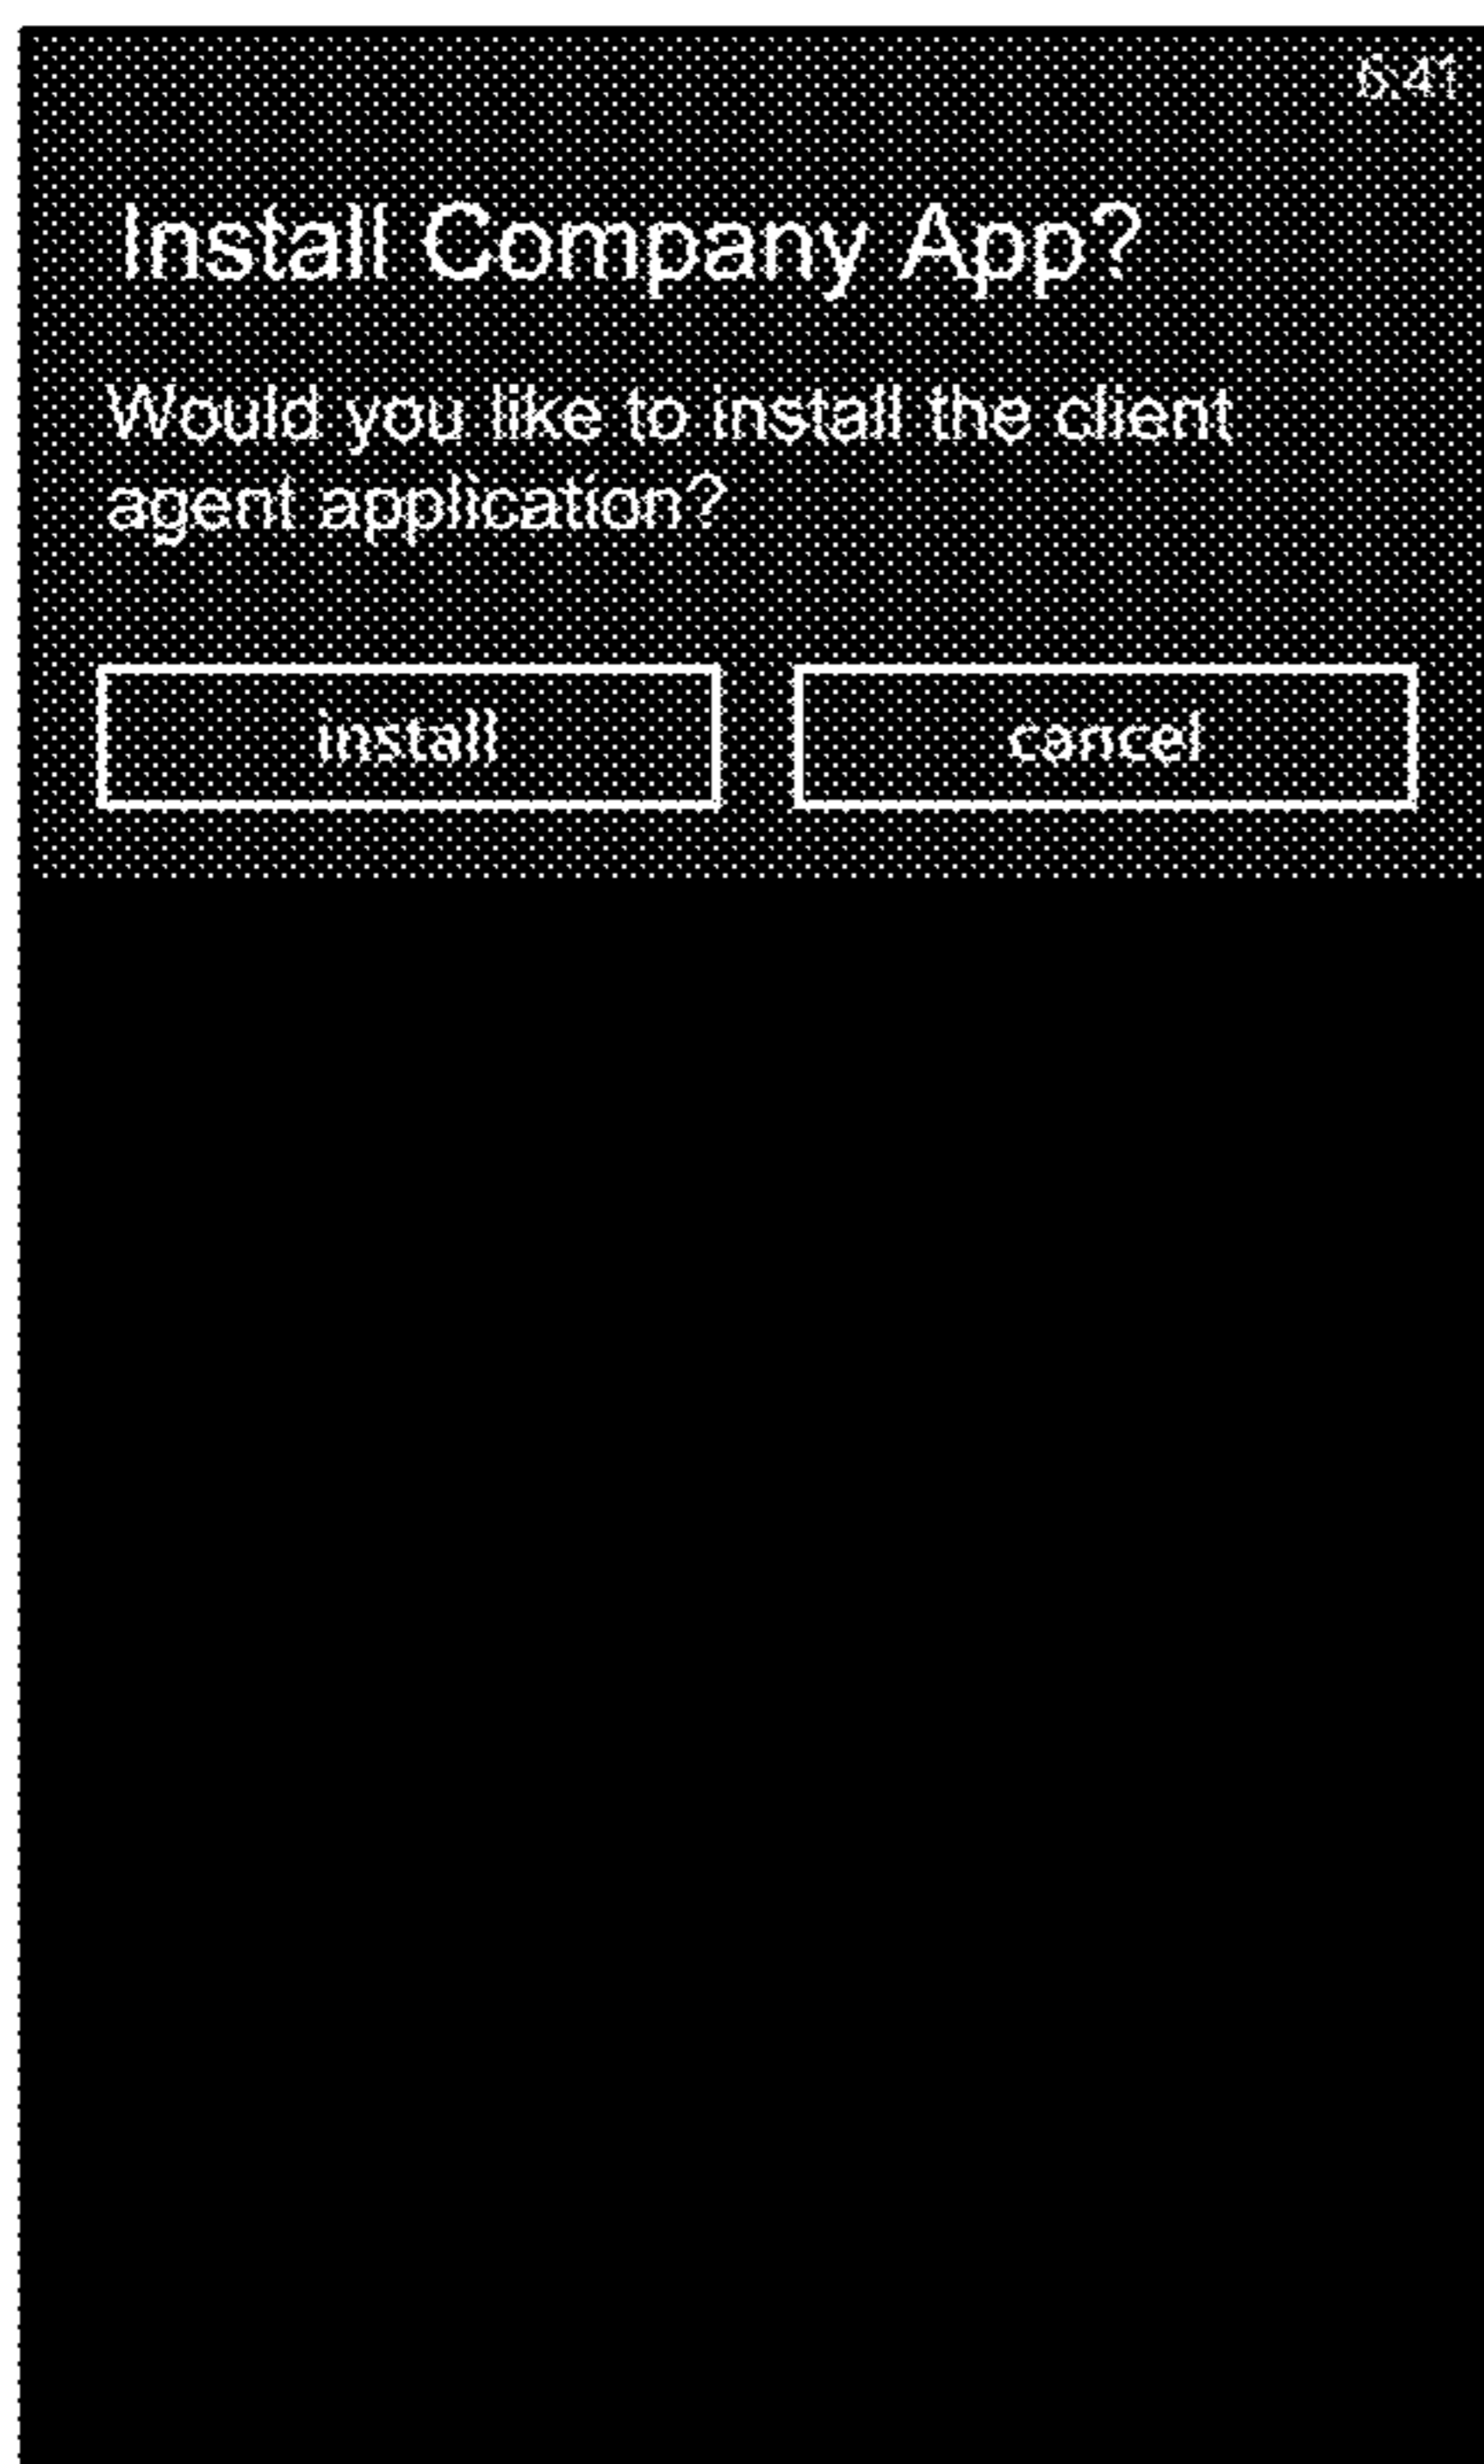 6:41
Install Company App?
Would you like to install the client
agent application?
install
cancel